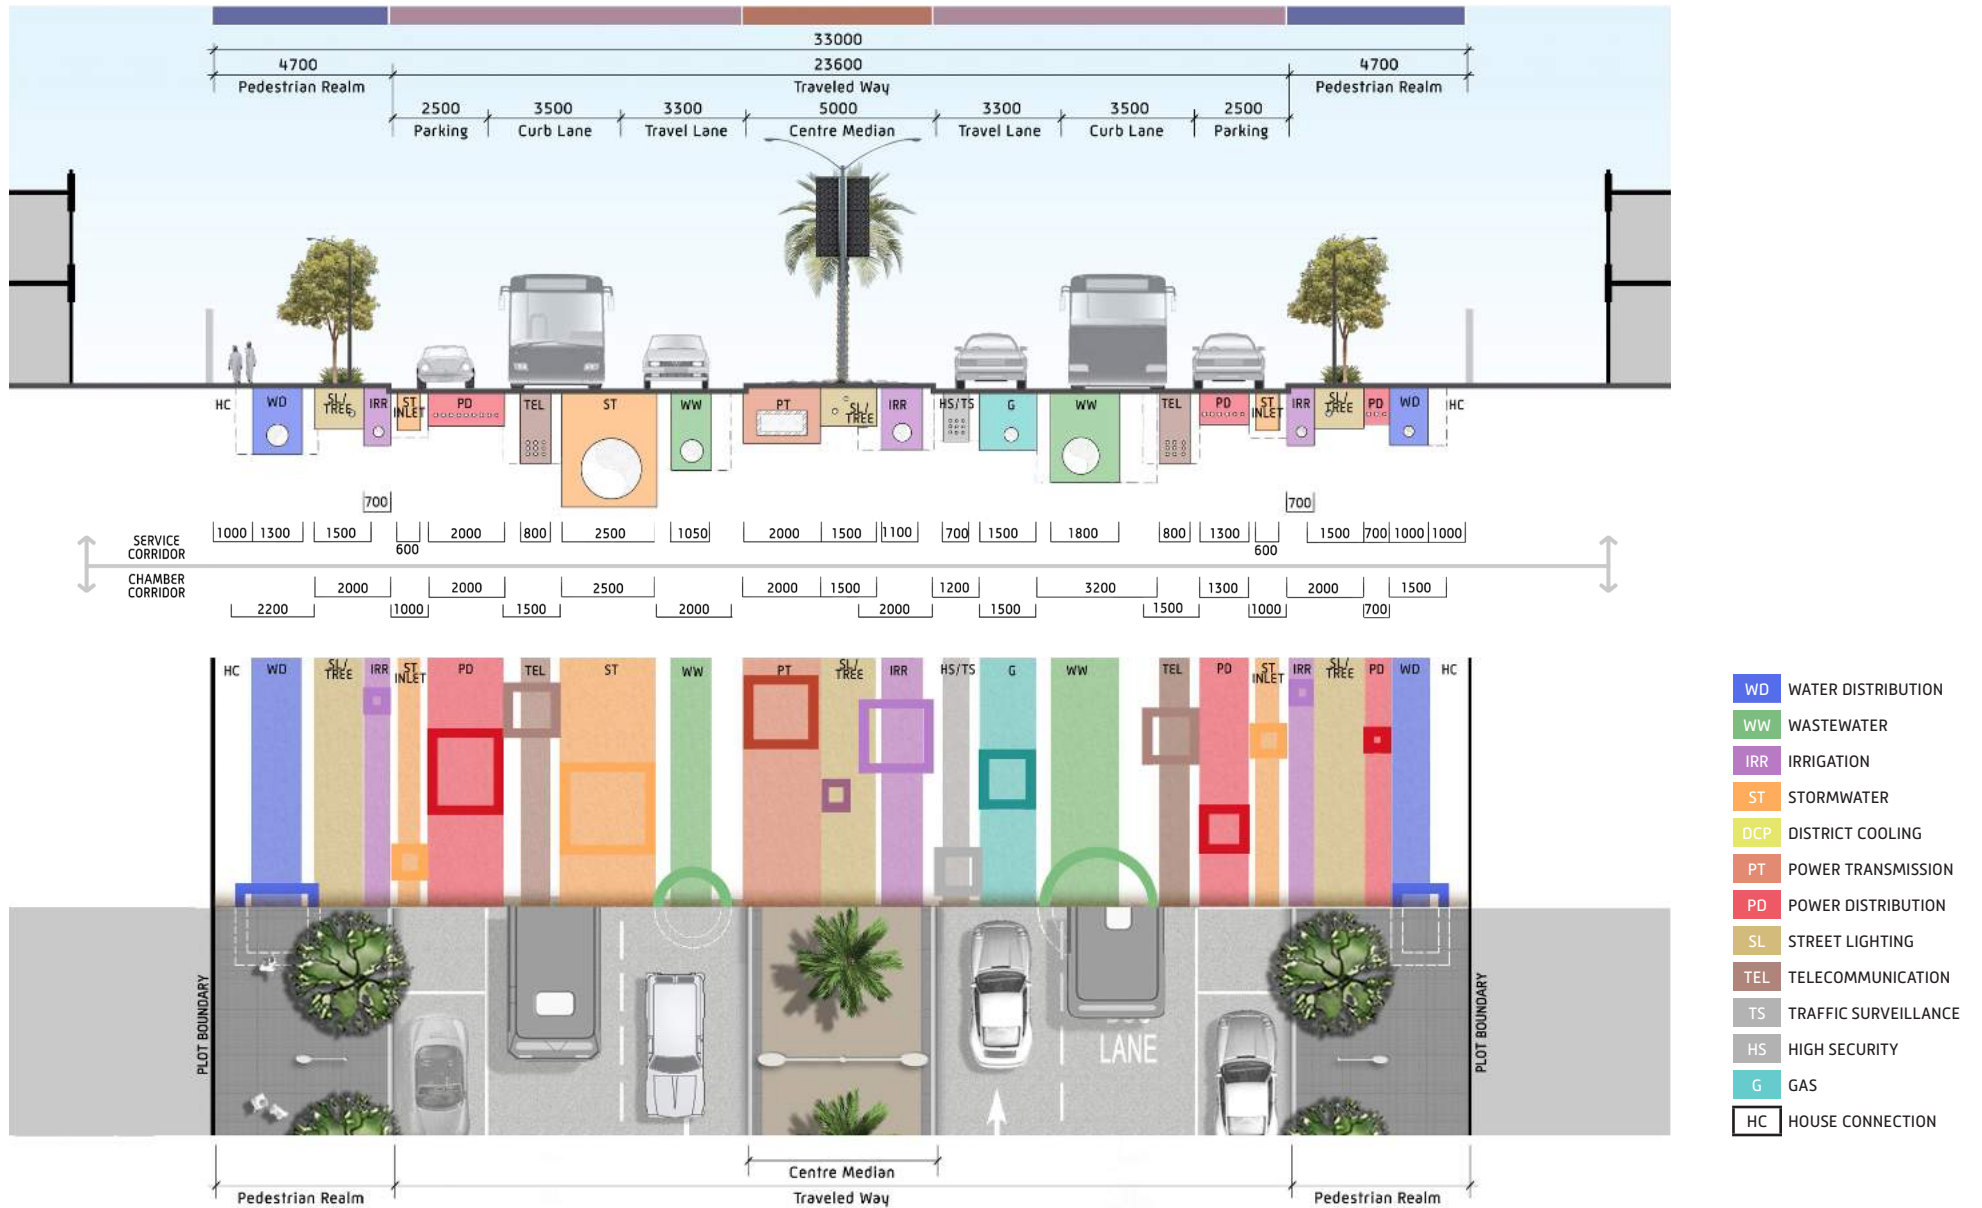 33000
4700 23600 4700
Pedestrian Realm Traveled Way Pedestrian Realm
2500 3500 3300 5000 3300 3500 2500
Parking Curb Lane Travel Lane Centre Median Travel Lane Curb Lane Parking
HC WD SL/ TREE IRR ST INLET PD TEL ST WW PT SL/ TREE IRR HS/TS G WW TEL PD ST INLET IRR SL/ TREE PD WD HC
700 700
SERVICE CORRIDOR
1000 1300 1500 600 2000 800 2500 1050 2000 1500 1100 700 1500 1800 800 1300 600 1500 700 1000 1000
CHAMBER CORRIDOR
2000 2000 2500 2000 1500 1200 3200 1300 2000 1500
2200 1000 1500 2000 2000 1500 1500 1000 700
HC WD SL/ TREE IRR ST INLET PD TEL ST WW PT SL/ TREE IRR HS/TS G WW TEL PD ST INLET IRR SL/ TREE PD WD HC
PLOT BOUNDARY
LANE
PLOT BOUNDARY
Centre Median
Pedestrian Realm Traveled Way Pedestrian Realm
WD WATER DISTRIBUTION
WW WASTEWATER
IRR IRRIGATION
ST STORMWATER
DCP DISTRICT COOLING
PT POWER TRANSMISSION
PD POWER DISTRIBUTION
SL STREET LIGHTING
TEL TELECOMMUNICATION
TS TRAFFIC SURVEILLANCE
HS HIGH SECURITY
G GAS
HC HOUSE CONNECTION